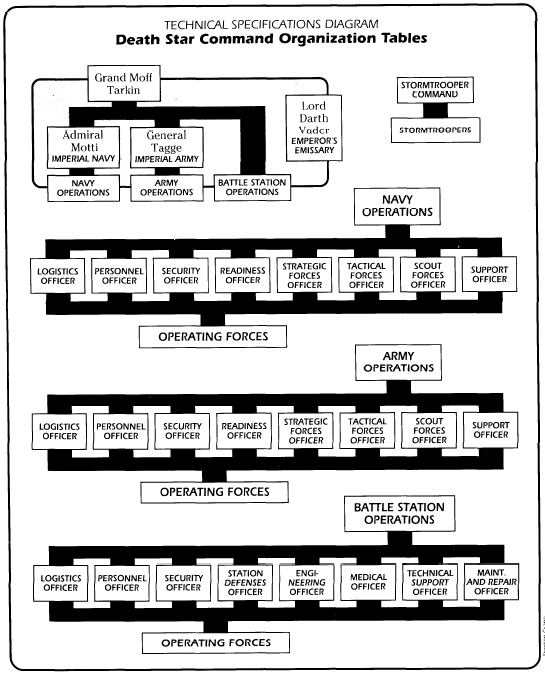 TECHNICAL SPECIFICATIONS DIAGRAM
Death Star Command Organization Tables
Grand Moff
Tarkin
Admiral
Motti
IMPERIAL NAVY
General
Tagge
IMPERIAL ARMY
Lord
Darth
Vader
EMPEROR'S
EMISSARY
STORMTROOPER
COMMAND
STORMTROOPERS
NAVY
OPERATIONS
ARMY
OPERATIONS
BATTLE STATION
OPERATIONS
NAVY
OPERATIONS
LOGISTICS
OFFICER
PERSONNEL
OFFICER
SECURITY
OFFICER
READINESS
OFFICER
STRATEGIC
FORCES
OFFICER
TACTICAL
FORCES
OFFICER
SCOUT
FORCES
OFFICER
SUPPORT
OFFICER
OPERATING FORCES
ARMY
OPERATIONS
LOGISTICS
OFFICER
PERSONNEL
OFFICER
SECURITY
OFFICER
READINESS
OFFICER
STRATEGIC
FORCES
OFFICER
TACTICAL
FORCES
OFFICER
SCOUT
FORCES
OFFICER
SUPPORT
OFFICER
OPERATING FORCES
BATTLE STATION
OPERATIONS
LOGISTICS
OFFICER
PERSONNEL
OFFICER
SECURITY
OFFICER
STATION
DEFENSES
OFFICER
ENGI-
NEERING
OFFICER
MEDICAL
OFFICER
TECHNICAL
SUPPORT
OFFICER
MAINT.
AND REPAIR
OFFICER
OPERATING FORCES